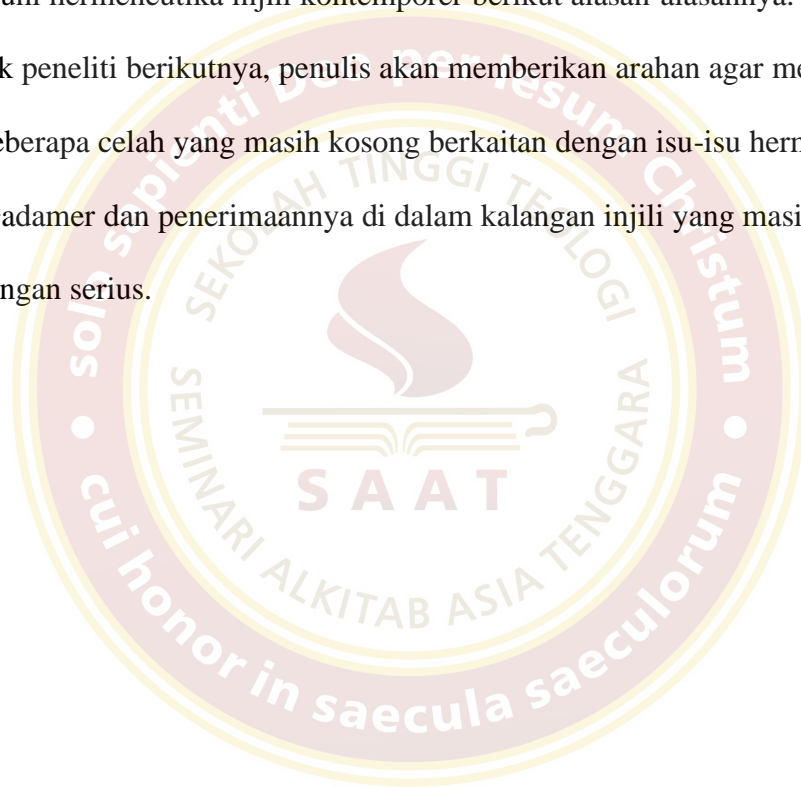 um hermeneutika injili kontemporer berikut alasan-alasannya.
k peneliti berikutnya, penulis akan memberikan arahan agar me
eberapa celah yang masih kosong berkaitan dengan isu-isu herm
adamer dan penerimaannya di dalam kalangan injili yang masi
ngan serius.
solo sapienti Deo per Iesum Christum
SEKOLAH TINGGI TEOLOGI
SAAT
SEMINARI ALKITAB ASIA TENGGARA
cui honor in saecula saeculorum